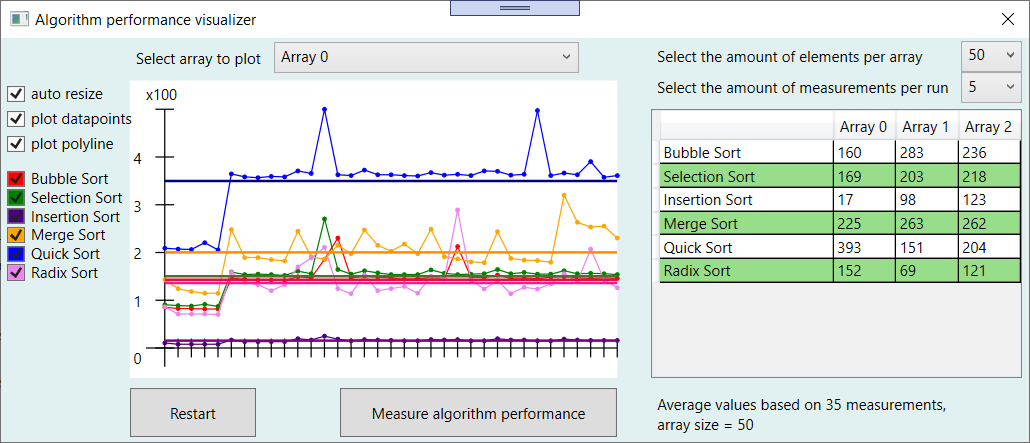 Algorithm performance visualizer
Select array to plot Array 0
Select the amount of elements per array 50
Select the amount of measurements per run 5
auto resize
plot datapoints
plot polyline
Bubble Sort
Selection Sort
Insertion Sort
Merge Sort
Quick Sort
Radix Sort
x100
4
3
2
1
0
Array 0 Array 1 Array 2
Bubble Sort 160 283 236
Selection Sort 169 203 218
Insertion Sort 17 98 123
Merge Sort 225 263 262
Quick Sort 393 151 204
Radix Sort 152 69 121
Restart
Measure algorithm performance
Average values based on 35 measurements,
array size = 50